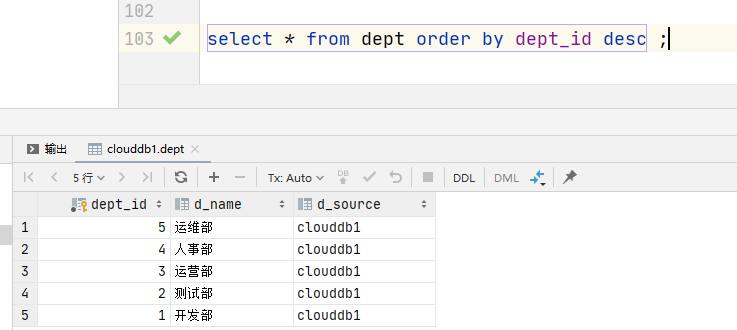 102
103 select * from dept order by dept_id desc ;
输出 clouddb1.dept
5 行 Tx: Auto DB DDL DML
dept_id d_name d_source
1 5 运维部 clouddb1
2 4 人事部 clouddb1
3 3 运营部 clouddb1
4 2 测试部 clouddb1
5 1 开发部 clouddb1